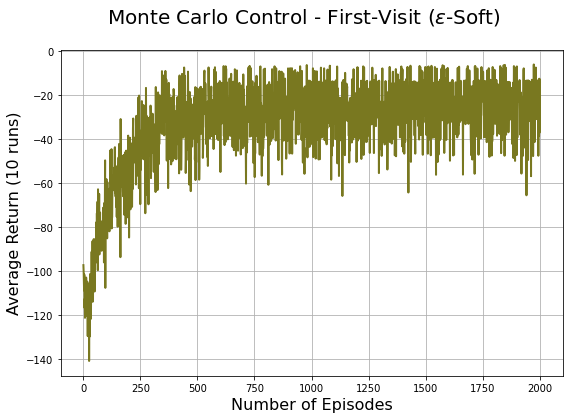 Monte Carlo Control - First-Visit (ε-Soft)
0
−20
−40
−60
−80
−100
−120
−140
Average Return (10 runs)
0 250 500 750 1000 1250 1500 1750 2000
Number of Episodes